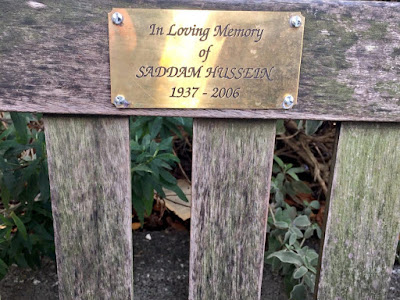 In Loving Memory
of
SADDAM HUSSEIN
1937 - 2006